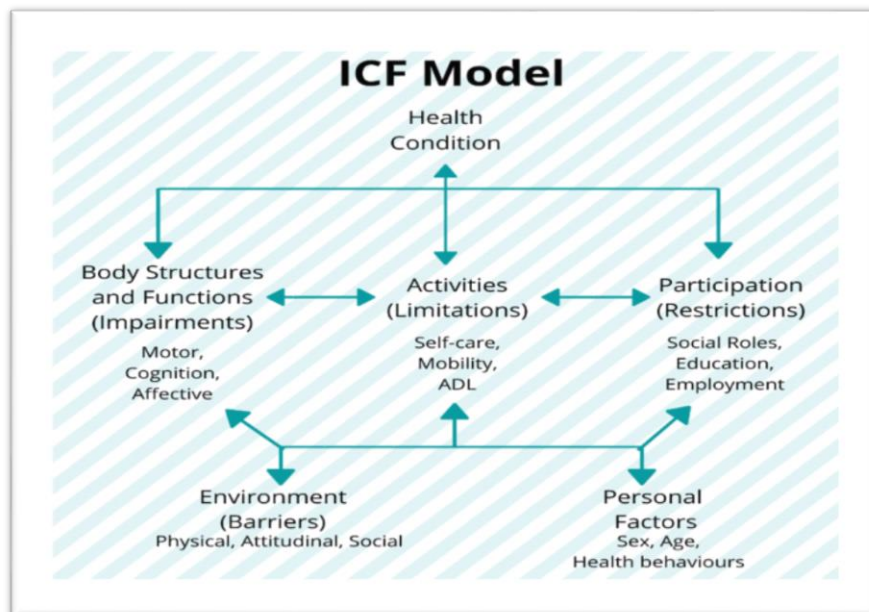 ICF Model
Health
Condition
Body Structures
and Functions
(Impairments)
Motor,
Cognition,
Affective
Activities
(Limitations)
Self-care,
Mobility,
ADL
Participation
(Restrictions)
Social Roles,
Education,
Employment
Environment
(Barriers)
Physical, Attitudinal, Social
Personal
Factors
Sex, Age,
Health behaviours